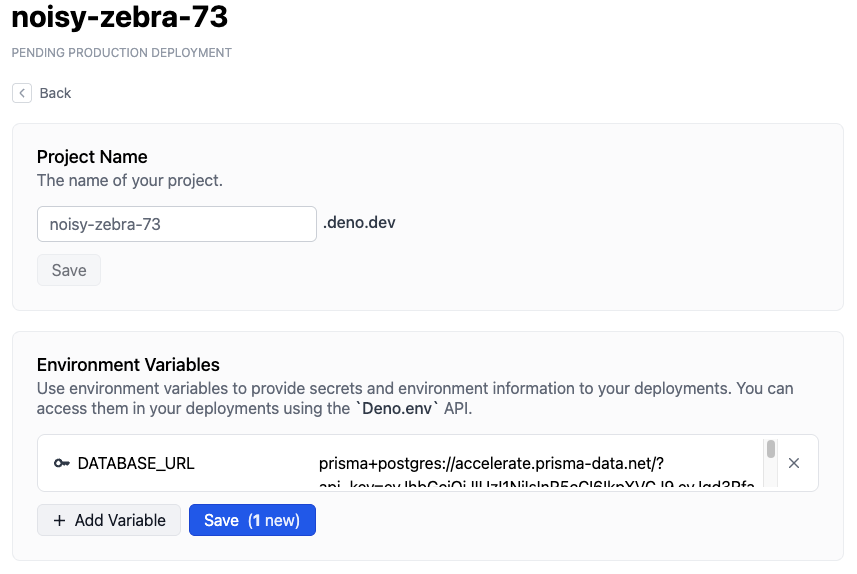 noisy-zebra-73
PENDING PRODUCTION DEPLOYMENT
Back
Project Name
The name of your project.
noisy-zebra-73 .deno.dev
Save
Environment Variables
Use environment variables to provide secrets and environment information to your deployments. You can
access them in your deployments using the `Deno.env` API.
DATABASE_URL prisma+postgres://accelerate.prisma-data.net/?
+ Add Variable Save (1 new)